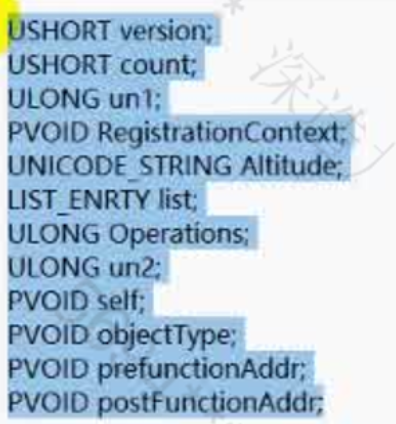 USHORT version;
USHORT count;
ULONG un1;
PVOID RegistrationContext;
UNICODE_STRING Altitude;
LIST_ENRTY list;
ULONG Operations;
ULONG un2;
PVOID self;
PVOID objectType;
PVOID prefunctionAddr;
PVOID postFunctionAddr;